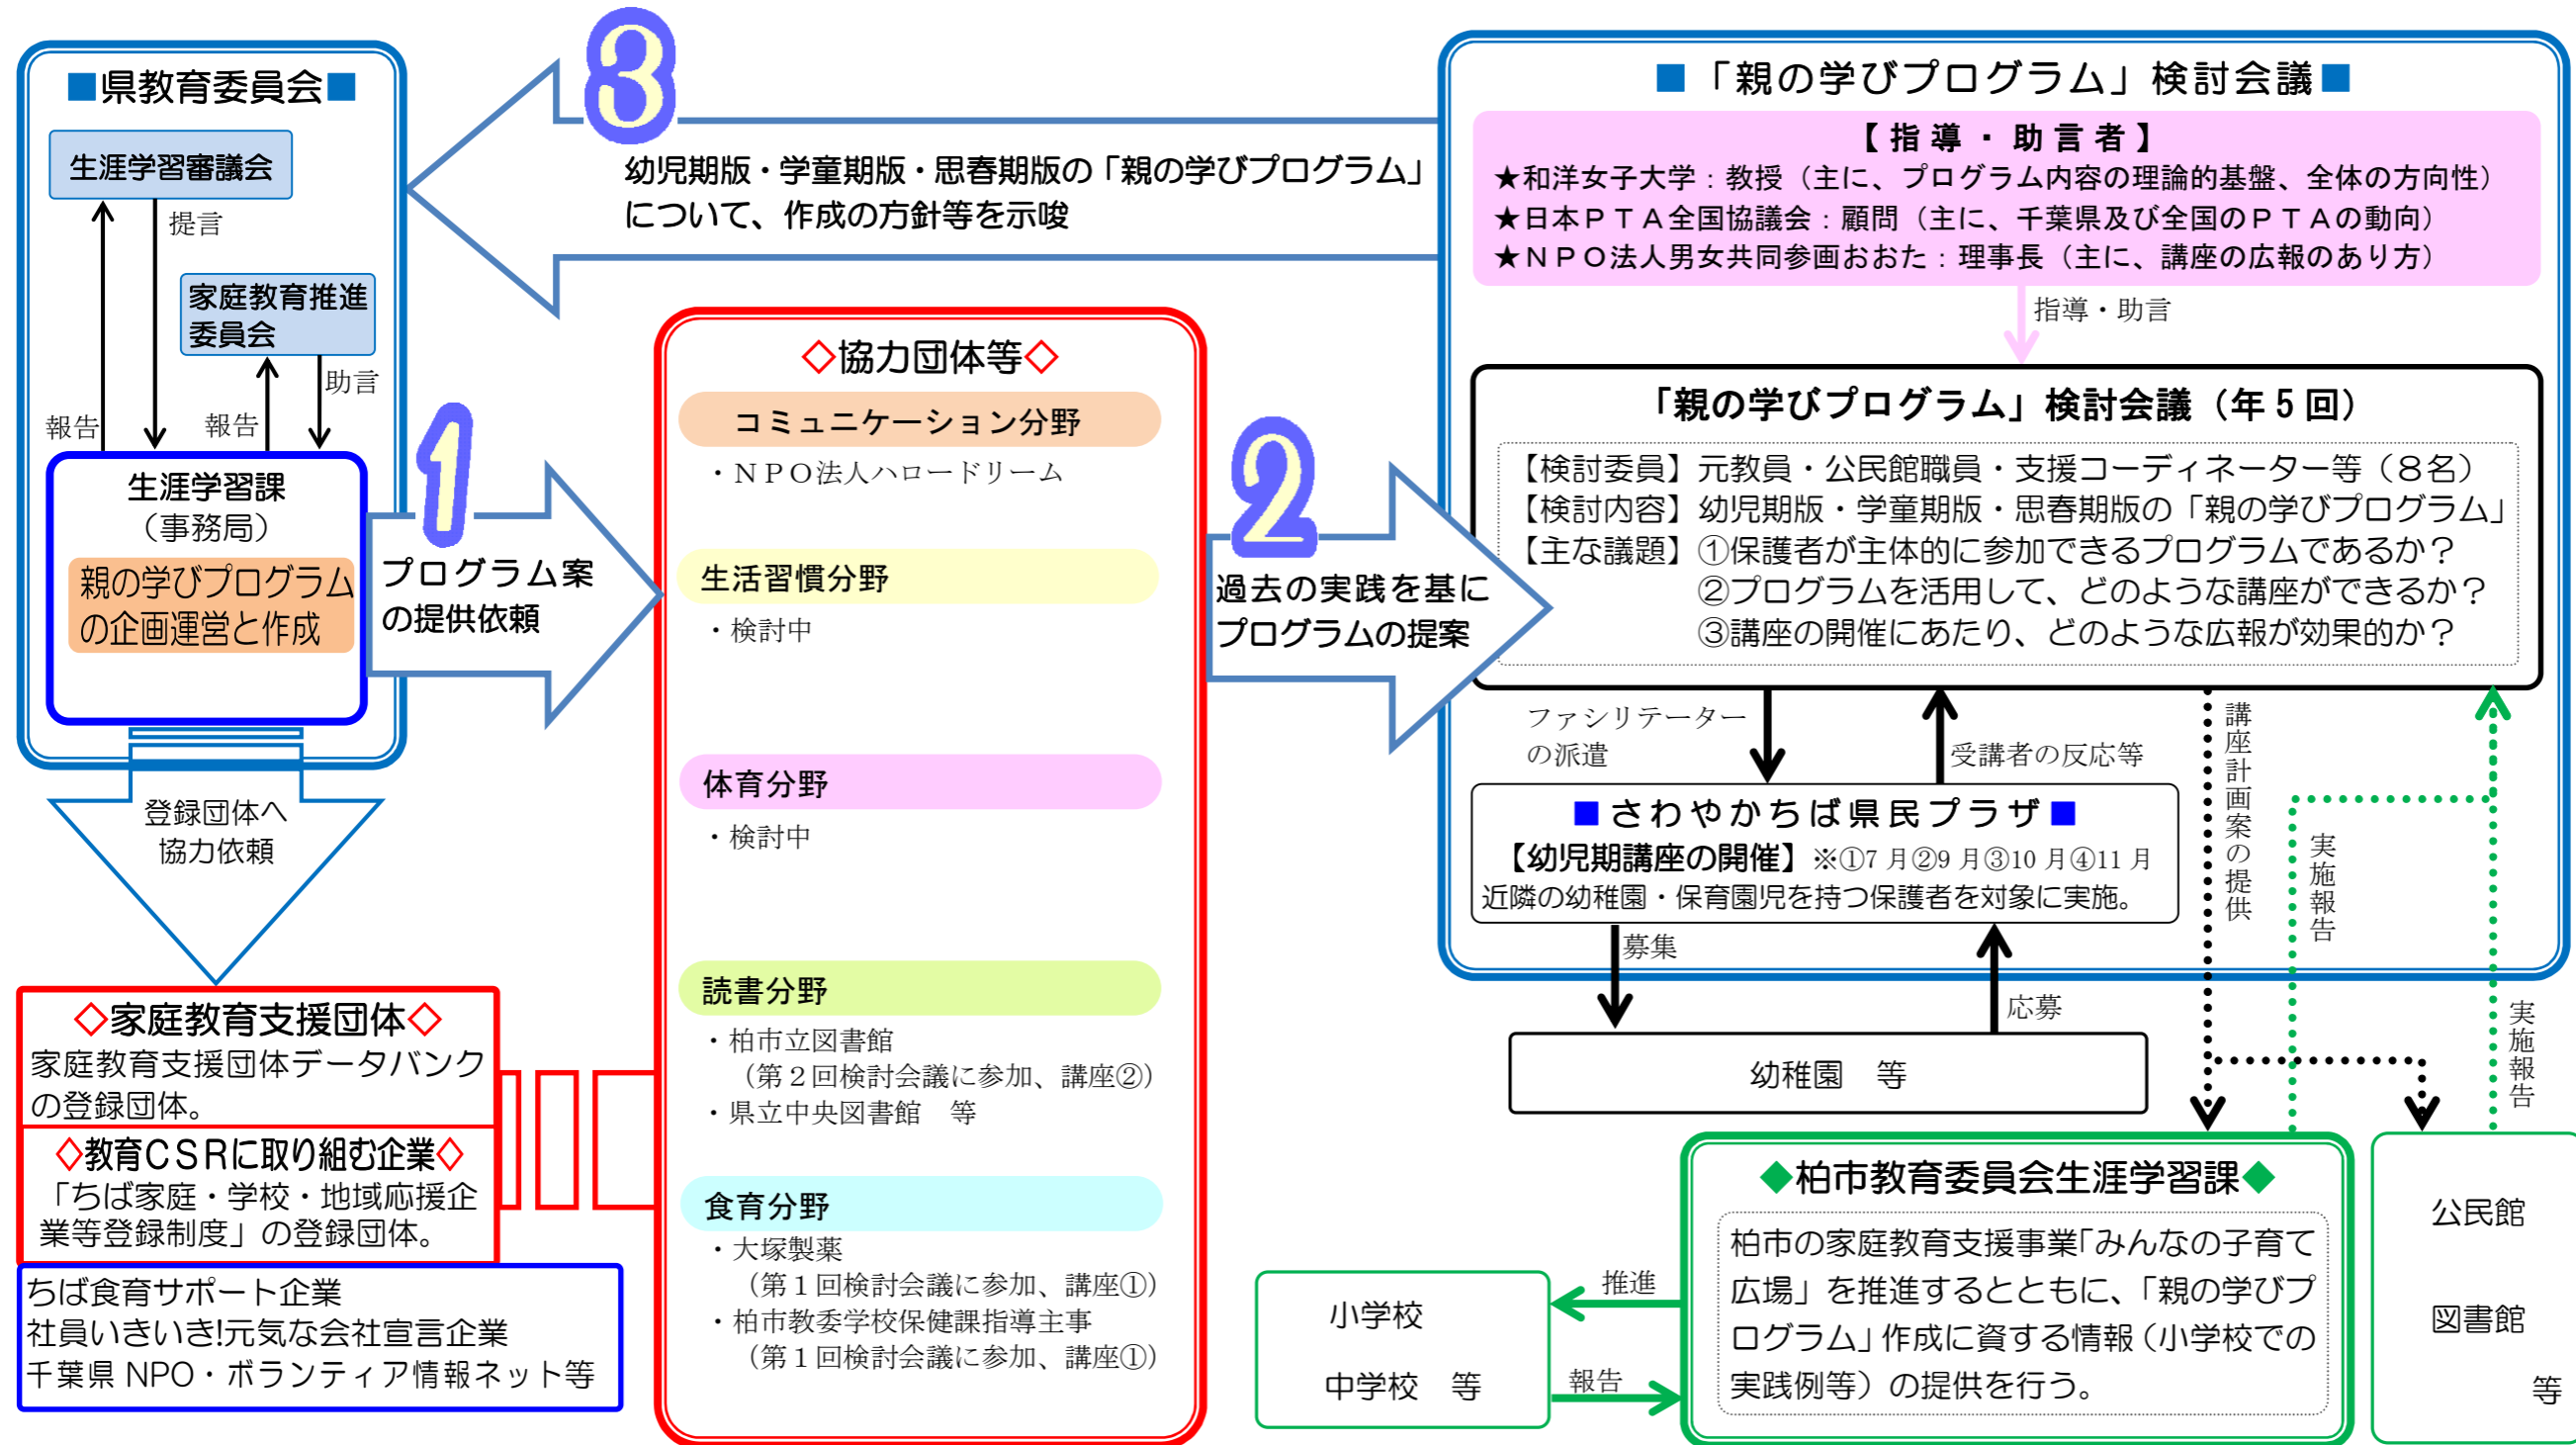 ■県教育委員会■
生涯学習審議会
提言
家庭教育推進
委員会
助言
報告
報告
生涯学習課
（事務局）
親の学びプログラム
の企画運営と作成
登録団体へ
協力依頼
1
プログラム案
の提供依頼
3
幼児期版・学童期版・思春期版の「親の学びプログラム」
について、作成の方針等を示唆
◇家庭教育支援団体◇
家庭教育支援団体データバンク
の登録団体。
◇教育ＣＳＲに取り組む企業◇
「ちば家庭・学校・地域応援企
業等登録制度」の登録団体。
ちば食育サポート企業
社員いきいき!元気な会社宣言企業
千葉県 NPO・ボランティア情報ネット等
◇協力団体等◇
コミュニケーション分野
・ＮＰＯ法人ハロードリーム
生活習慣分野
・検討中
体育分野
・検討中
読書分野
・柏市立図書館
（第２回検討会議に参加、講座②）
・県立中央図書館　等
食育分野
・大塚製薬
（第１回検討会議に参加、講座①）
・柏市教委学校保健課指導主事
（第１回検討会議に参加、講座①）
2
過去の実践を基に
プログラムの提案
■「親の学びプログラム」検討会議■
【指導・助言者】
★和洋女子大学：教授（主に、プログラム内容の理論的基盤、全体の方向性）
★日本ＰＴＡ全国協議会：顧問（主に、千葉県及び全国のＰＴＡの動向）
★ＮＰＯ法人男女共同参画おおた：理事長（主に、講座の広報のあり方）
指導・助言
「親の学びプログラム」検討会議（年５回）
【検討委員】元教員・公民館職員・支援コーディネーター等（８名）
【検討内容】幼児期版・学童期版・思春期版の「親の学びプログラム」
【主な議題】①保護者が主体的に参加できるプログラムであるか？
②プログラムを活用して、どのような講座ができるか？
③講座の開催にあたり、どのような広報が効果的か？
ファシリテーター
の派遣
受講者の反応等
講座計画案の提供
実施報告
実施報告
■さわやかちば県民プラザ■
【幼児期講座の開催】※①7 月②9 月③10 月④11 月
近隣の幼稚園・保育園児を持つ保護者を対象に実施。
募集
応募
幼稚園　等
◆柏市教育委員会生涯学習課◆
柏市の家庭教育支援事業「みんなの子育て
広場」を推進するとともに、「親の学びプ
ログラム」作成に資する情報（小学校での
実践例等）の提供を行う。
推進
報告
小学校
中学校　等
公民館
図書館
等